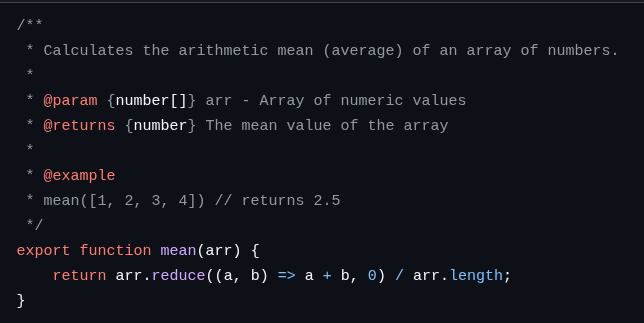 /**
 * Calculates the arithmetic mean (average) of an array of numbers.
 *
 * @param {number[]} arr - Array of numeric values
 * @returns {number} The mean value of the array
 *
 * @example
 * mean([1, 2, 3, 4]) // returns 2.5
 */
export function mean(arr) {
    return arr.reduce((a, b) => a + b, 0) / arr.length;
}